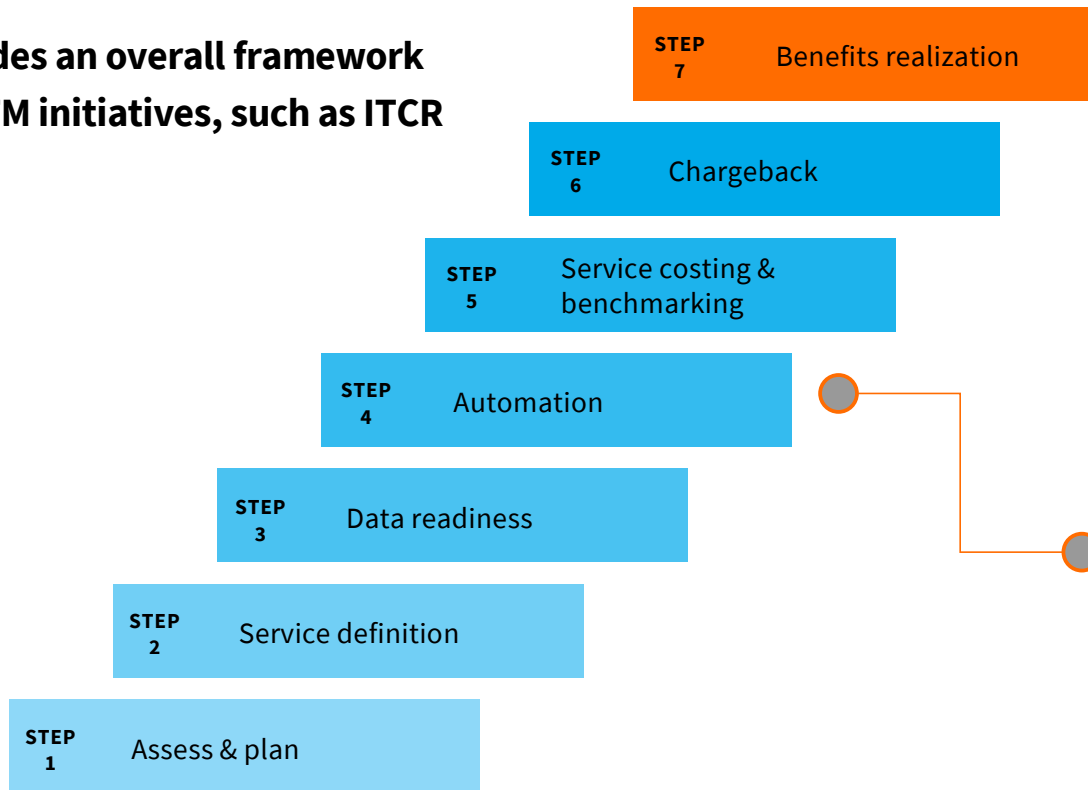 an overall framework
initiatives, such as ITCR
STEP
7
Benefits realization
STEP
6
Chargeback
STEP
5
Service costing &
benchmarking
STEP
4
Automation
STEP
3
Data readiness
STEP
2
Service definition
STEP
1
Assess & plan